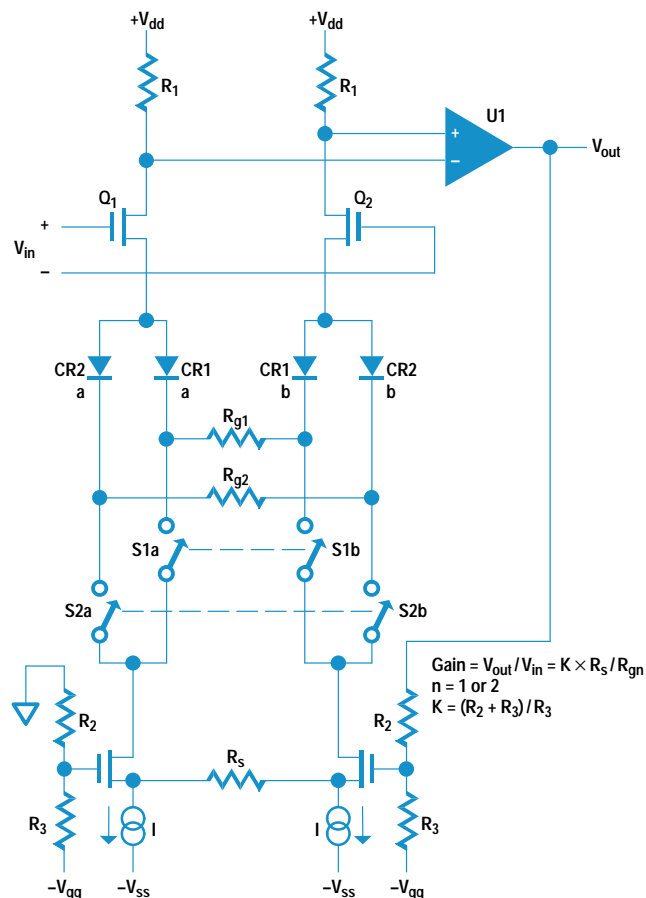 +Vdd +Vdd
R1 R1
U1
+
−
Vout
Q1 Q2
+
Vin
−
CR2 a CR1 a CR1 b CR2 b
Rg1
Rg2
S1a S1b
S2a S2b
Gain = Vout/Vin = K × Rs/Rgn
n = 1 or 2
K = (R2 + R3)/R3
R2 R2
Rs
R3 I I R3
−Vgg −Vss −Vss −Vgg